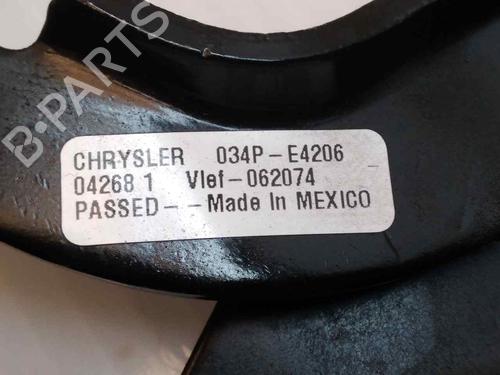 B-PARTS
CHRYSLER 034P-E4206
04268 1 Vlef-062074
PASSED- -Made In MEXICO